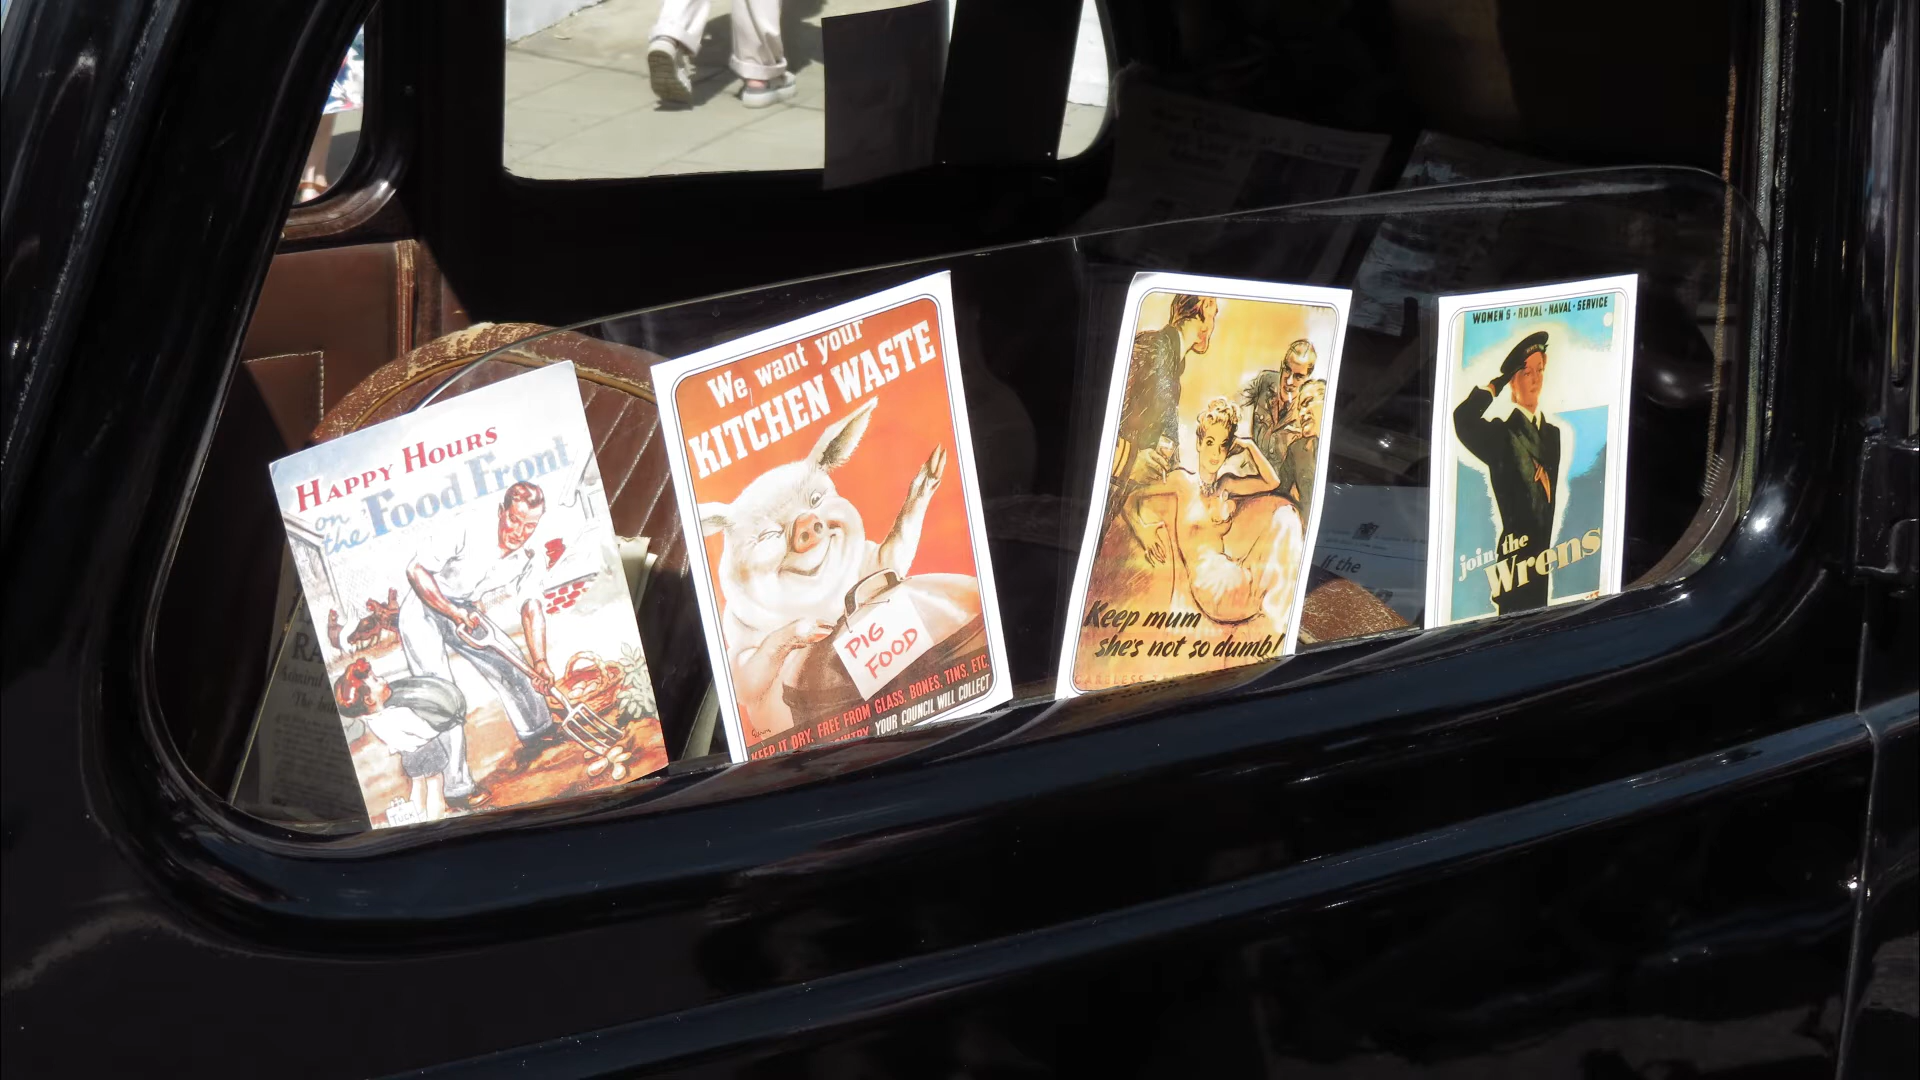 HAPPY HOURS
on
the Food Front
TUCK
We want your
KITCHEN WASTE
PIG
FOOD
KEEP IT DRY, FREE FROM GLASS, BONES, TINS, ETC.
YOUR COUNCIL WILL COLLECT
Keep mum
she's not so dumb!
CARELESS
WOMEN'S · ROYAL · NAVAL · SERVICE
join the
Wrens
If the